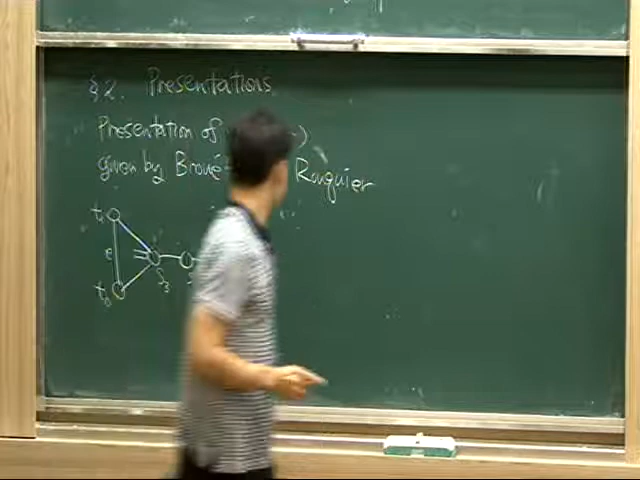 §2. Presentations
Presentation of
given by Broué Rouquier
t₁
e
s₃
t₀